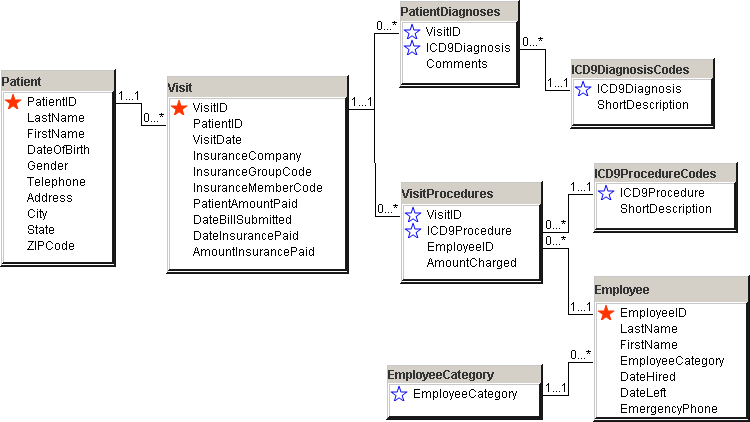 Patient
PatientID
LastName
FirstName
DateOfBirth
Gender
Telephone
Address
City
State
ZIPCode
1...1
0...*
Visit
VisitID
PatientID
VisitDate
InsuranceCompany
InsuranceGroupCode
InsuranceMemberCode
PatientAmountPaid
DateBillSubmitted
DateInsurancePaid
AmountInsurancePaid
1...1
0...*
0...*
PatientDiagnoses
VisitID
ICD9Diagnosis
Comments
0...*
1...1
ICD9DiagnosisCodes
ICD9Diagnosis
ShortDescription
VisitProcedures
VisitID
ICD9Procedure
EmployeeID
AmountCharged
1...1
0...*
0...*
1...1
ICD9ProcedureCodes
ICD9Procedure
ShortDescription
Employee
EmployeeID
LastName
FirstName
EmployeeCategory
DateHired
DateLeft
EmergencyPhone
0...*
1...1
EmployeeCategory
EmployeeCategory